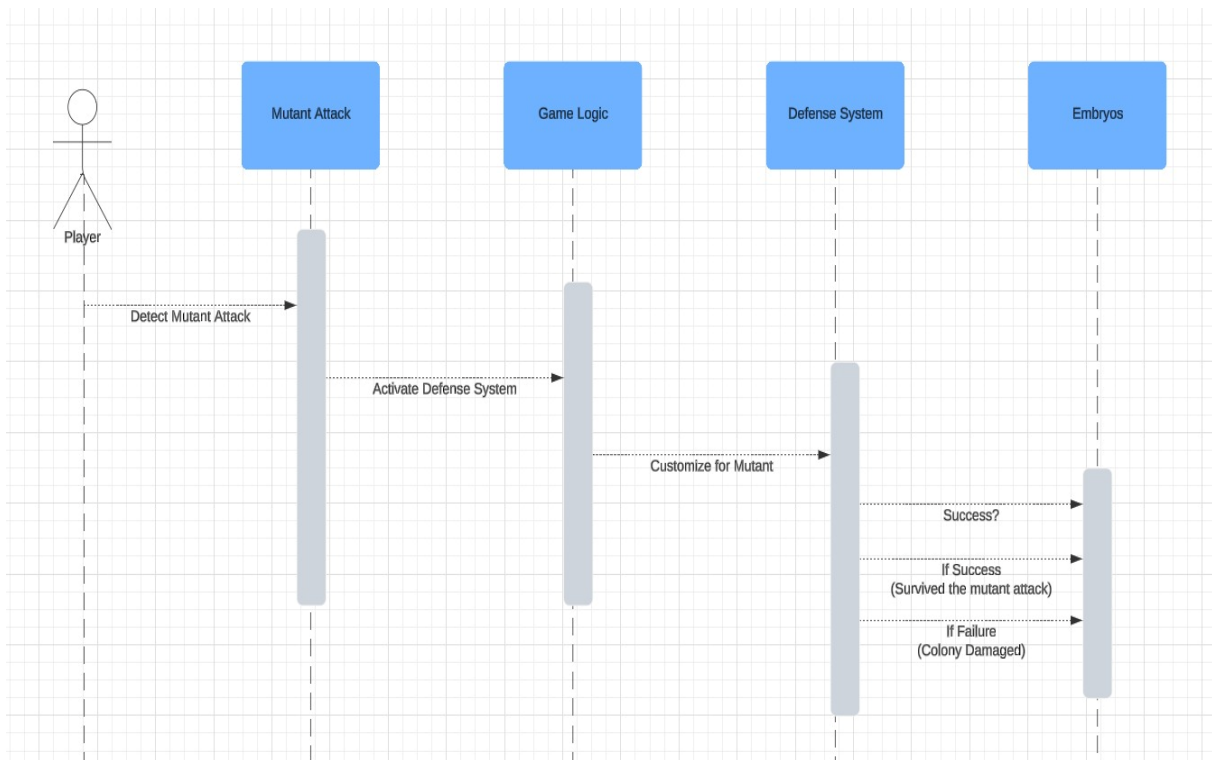 Mutant Attack
Game Logic
Defense System
Embryos
Player
Detect Mutant Attack
Activate Defense System
Customize for Mutant
Success?
If Success
(Survived the mutant attack)
If Failure
(Colony Damaged)